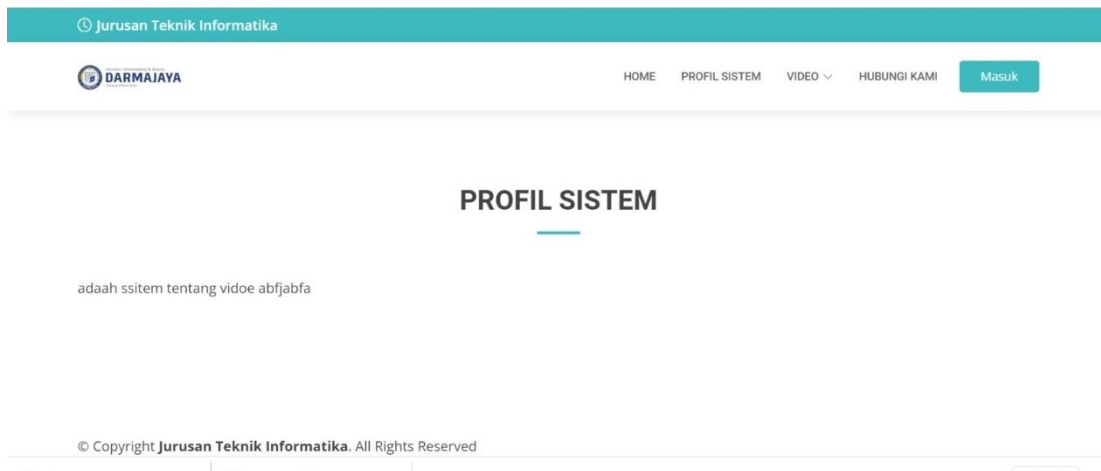 Jurusan Teknik Informatika
DARMAJAYA
HOME PROFIL SISTEM VIDEO HUBUNGI KAMI Masuk
PROFIL SISTEM
adaah ssitem tentang vidoe abfjabfa
© Copyright Jurusan Teknik Informatika. All Rights Reserved